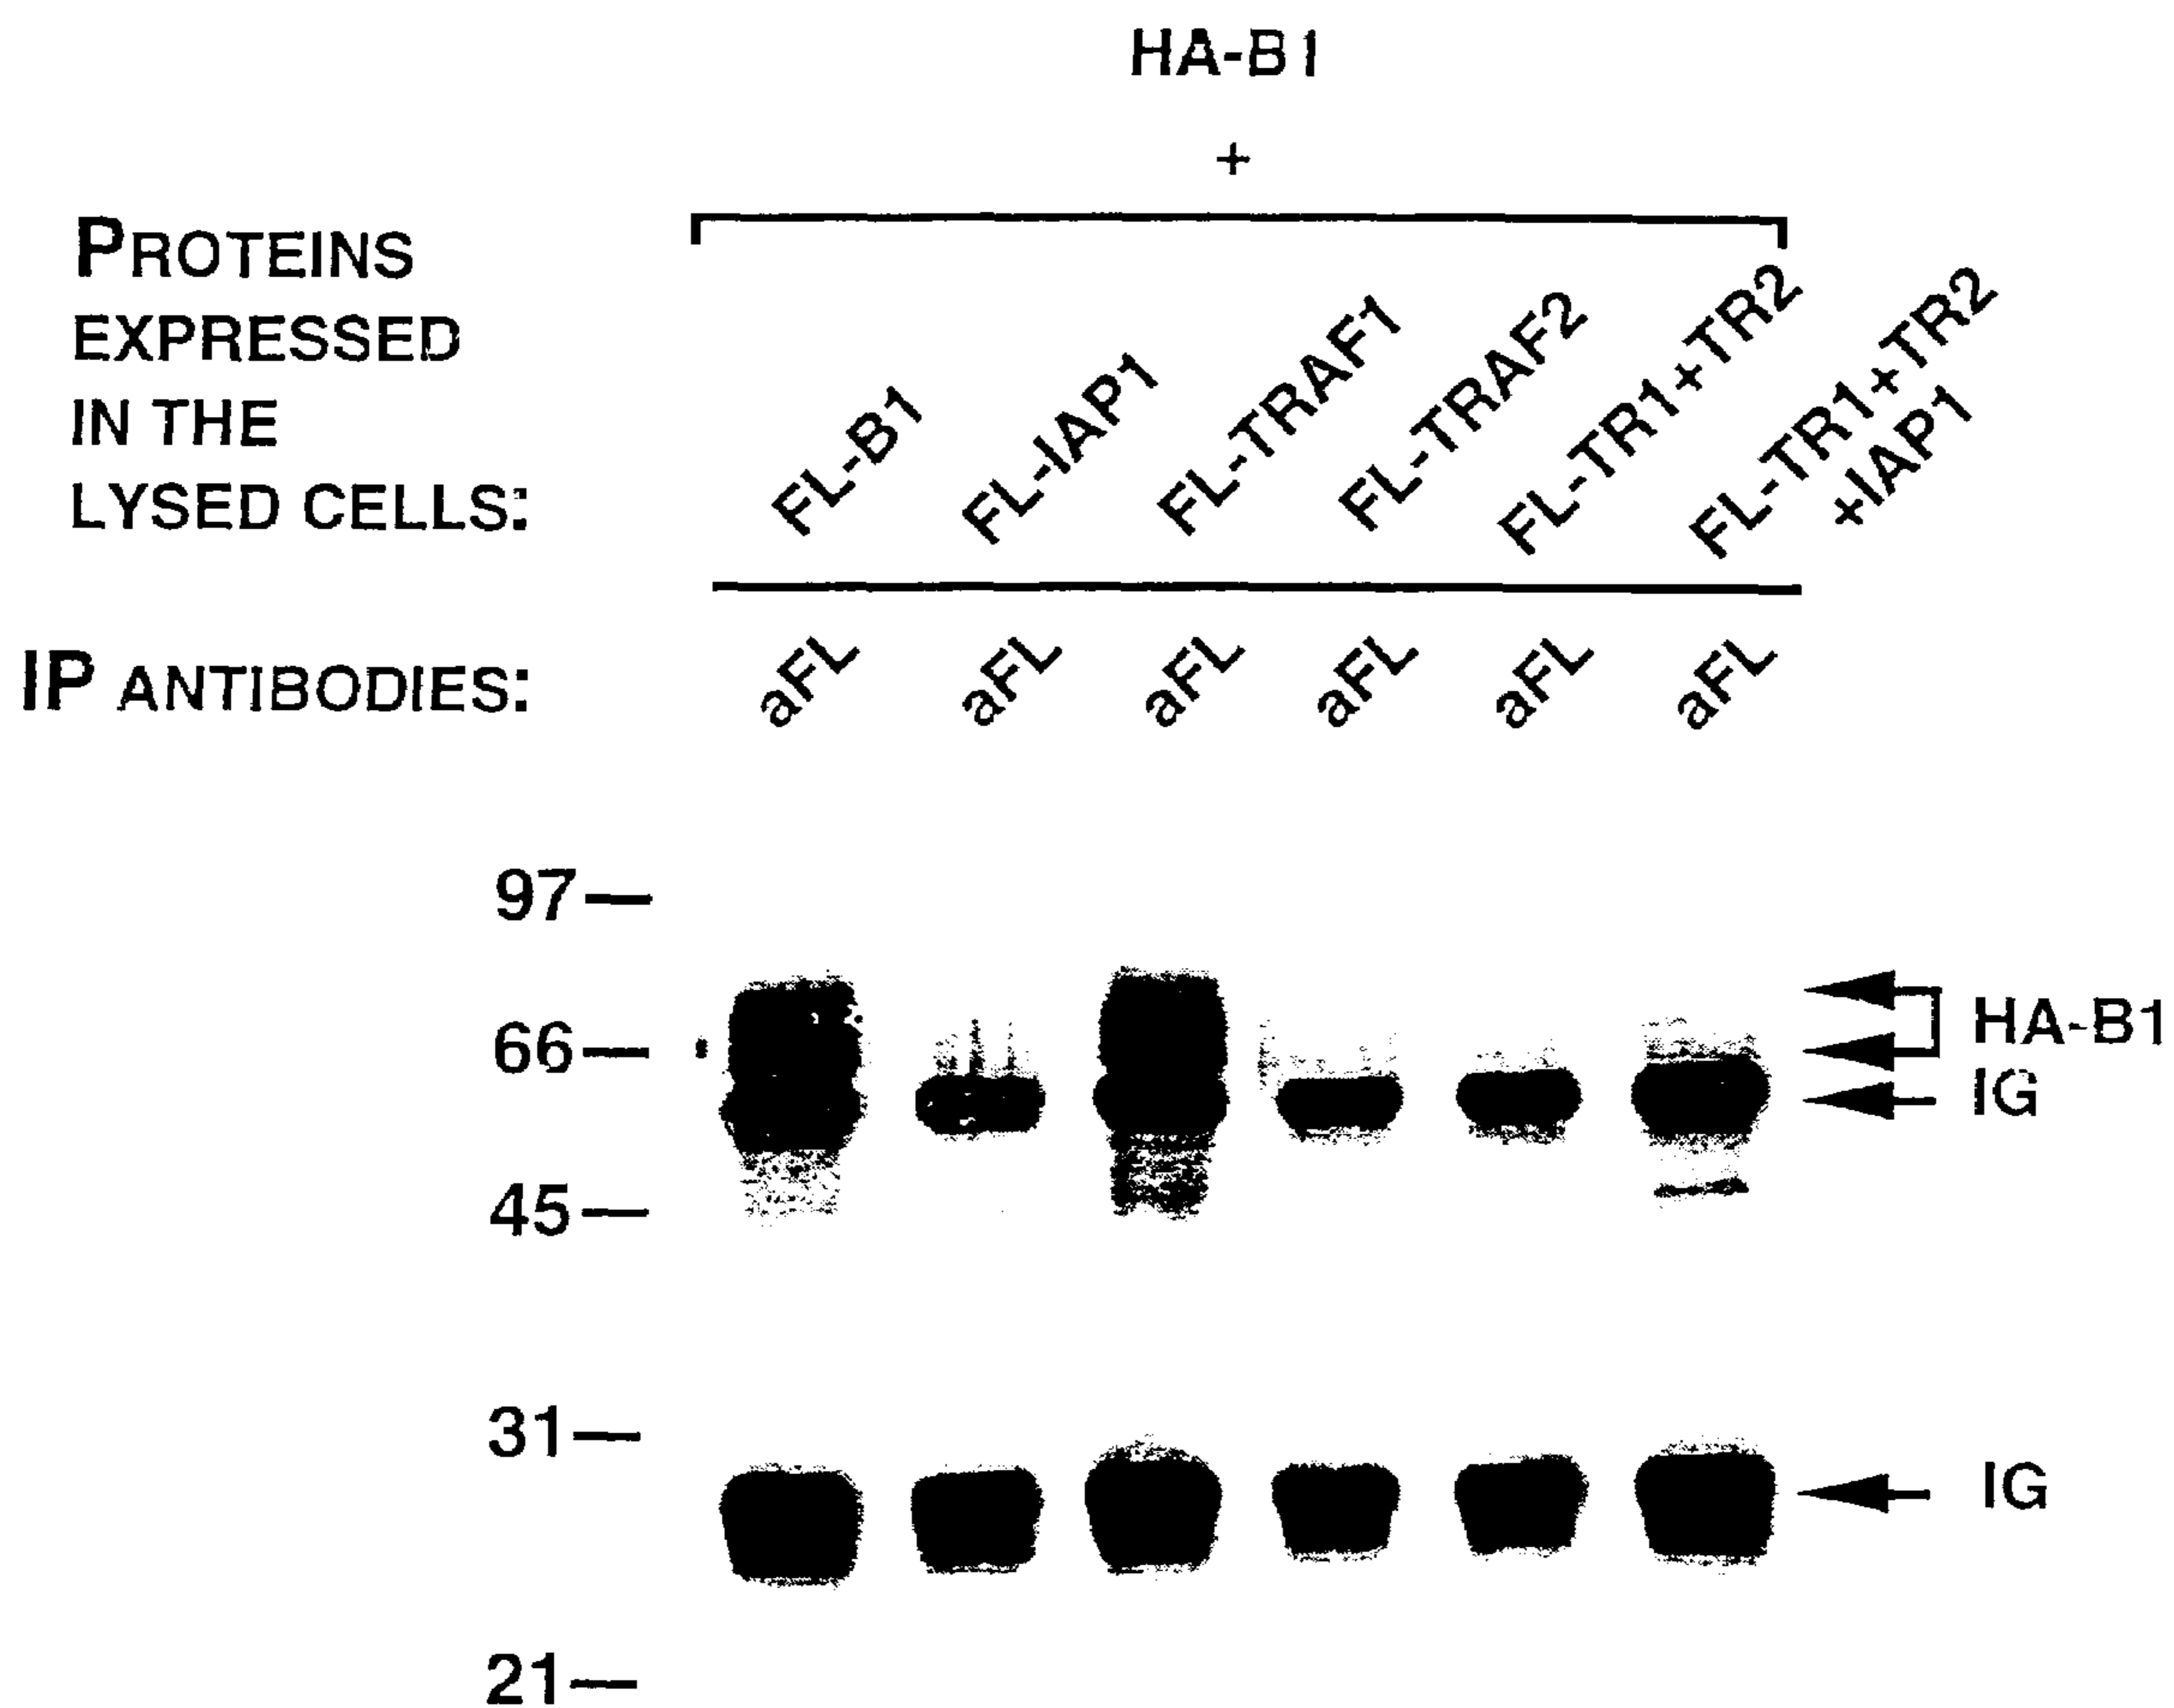 HA-B1
+
PROTEINS
EXPRESSED
IN THE
LYSED CELLS:
FL-B1
FL-IAP1
FL-TRAF1
FL-TRAF2
FL-TR1+TR2
FL-TR1+TR2
+IAP1
IP ANTIBODIES:
aFL aFL aFL aFL aFL aFL
97
66
45
31
21
HA-B1
IG
IG